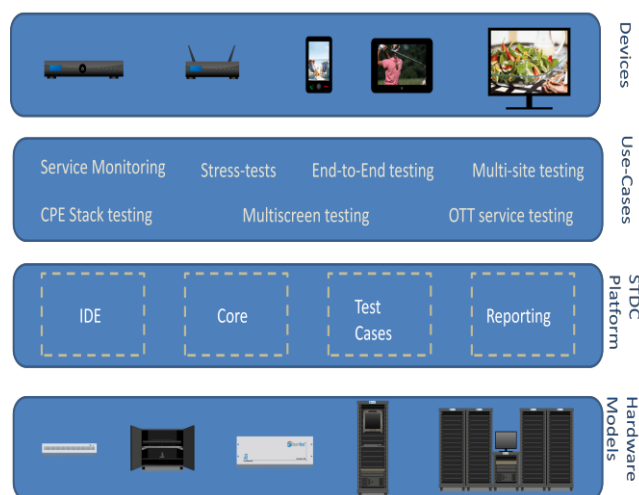 Devices
Service Monitoring
Stress-tests
End-to-End testing
Multi-site testing
CPE Stack testing
Multiscreen testing
OTT service testing
Use-Cases
IDE
Core
Test
Cases
Reporting
STDC
Platform
Hardware
Models